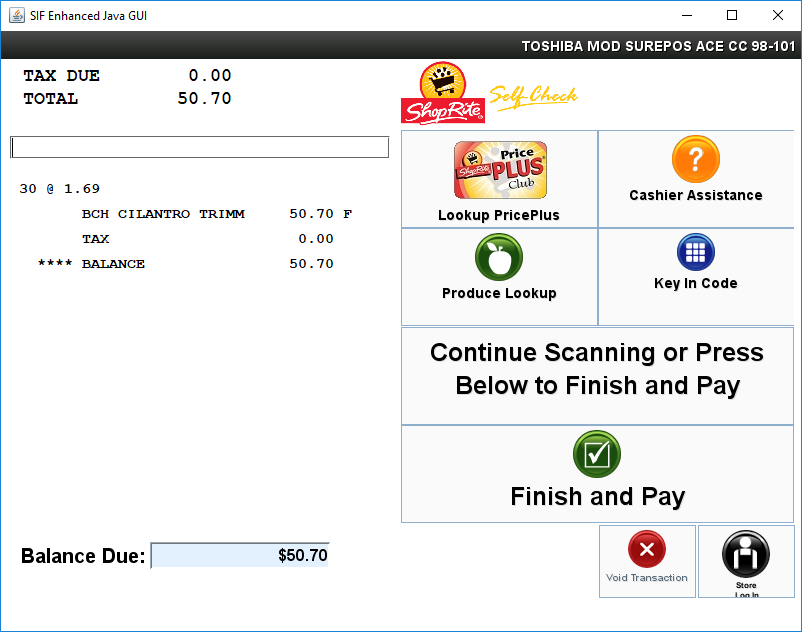 SIF Enhanced Java GUI
TOSHIBA MOD SUREPOS ACE CC 98-101
TAX DUE 0.00
TOTAL 50.70
ShopRite Self Check
30 @ 1.69
BCH CILANTRO TRIMM 50.70 F
TAX 0.00
**** BALANCE 50.70
Balance Due: $50.70
ShopRite Price PLUS Club
Lookup PricePlus
?
Cashier Assistance
Produce Lookup
Key In Code
Continue Scanning or Press
Below to Finish and Pay
Finish and Pay
Void Transaction
Store
Log In